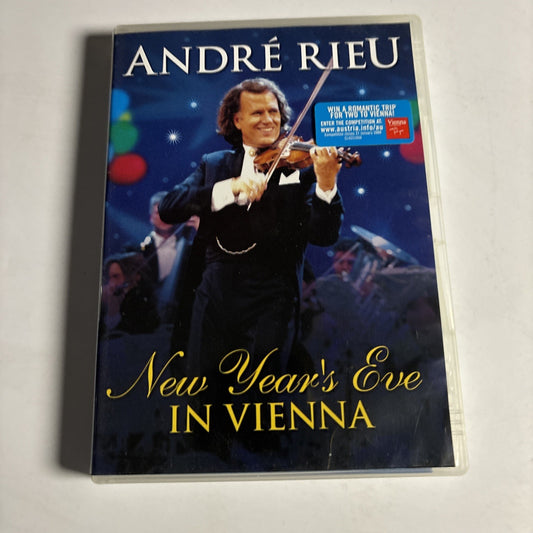 ANDRÉ RIEU
WIN A ROMANTIC TRIP
FOR TWO TO VIENNA!
ENTER THE COMPETITION AT:
www.austria.info/au
Vienna
New Year's Eve
IN VIENNA